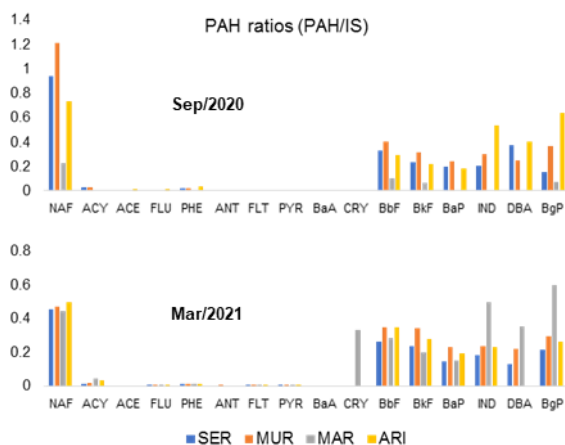 PAH ratios (PAH/IS)
1.4
1.2
1
0.8
0.6
0.4
0.2
0
Sep/2020
NAF ACY ACE FLU PHE ANT FLT PYR BaA CRY BbF BkF BaP IND DBA BgP
0.8
0.6
0.4
0.2
0
Mar/2021
NAF ACY ACE FLU PHE ANT FLT PYR BaA CRY BbF BkF BaP IND DBA BgP
SER MUR MAR ARI